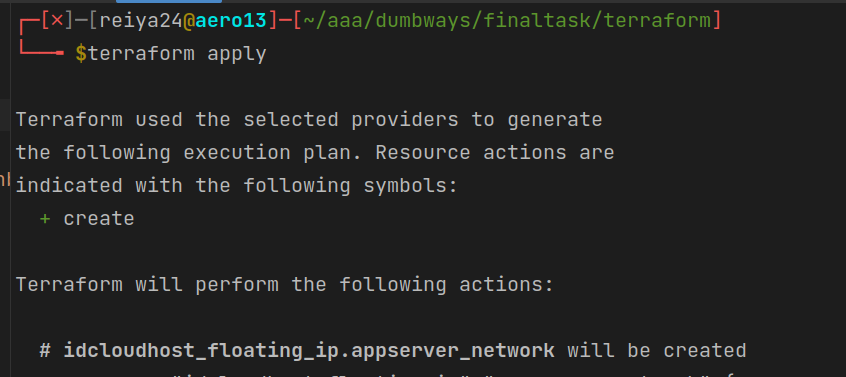 ┌─[✗]─[reiya24@aero13]─[~/aaa/dumbways/finaltask/terraform]
└──╼ $terraform apply
Terraform used the selected providers to generate
the following execution plan. Resource actions are
indicated with the following symbols:
+ create
Terraform will perform the following actions:
# idcloudhost_floating_ip.appserver_network will be created